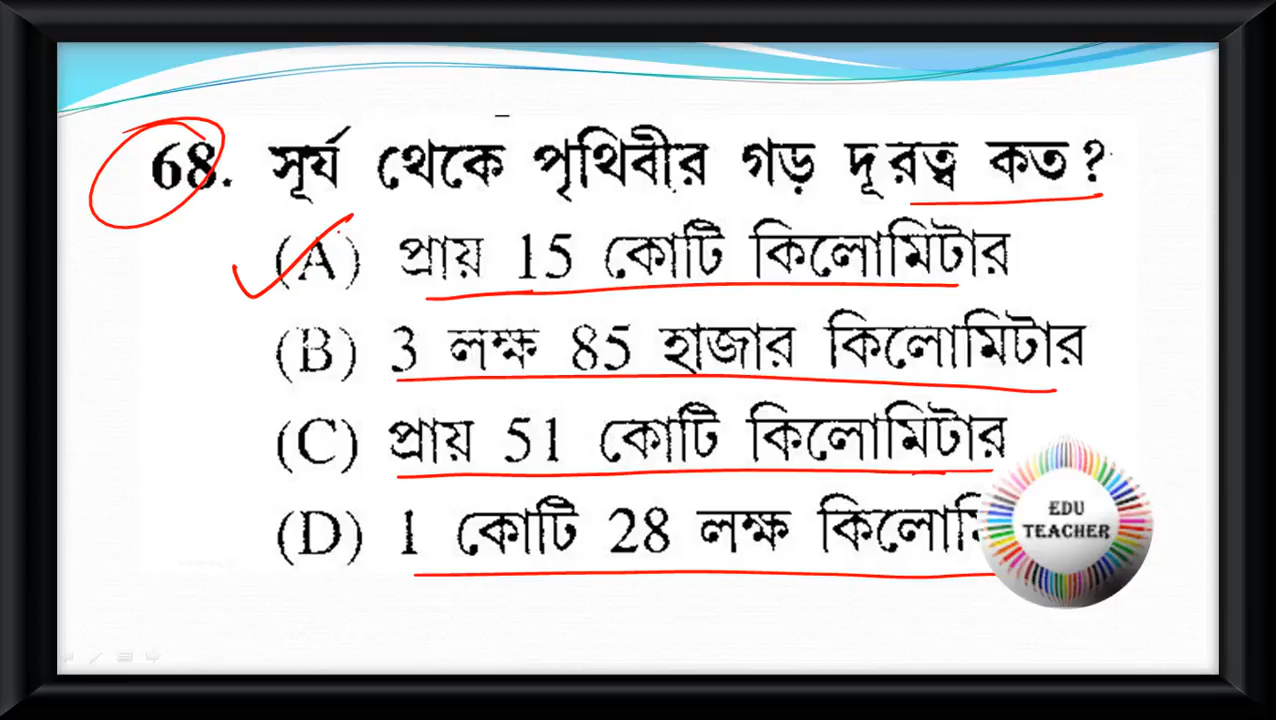 68. সূর্য থেকে পৃথিবীর গড় দূরত্ব কত?
(A) প্রায় 15 কোটি কিলোমিটার
(B) 3 লক্ষ 85 হাজার কিলোমিটার
(C) প্রায় 51 কোটি কিলোমিটার
(D) 1 কোটি 28 লক্ষ
EDU
TEACHER